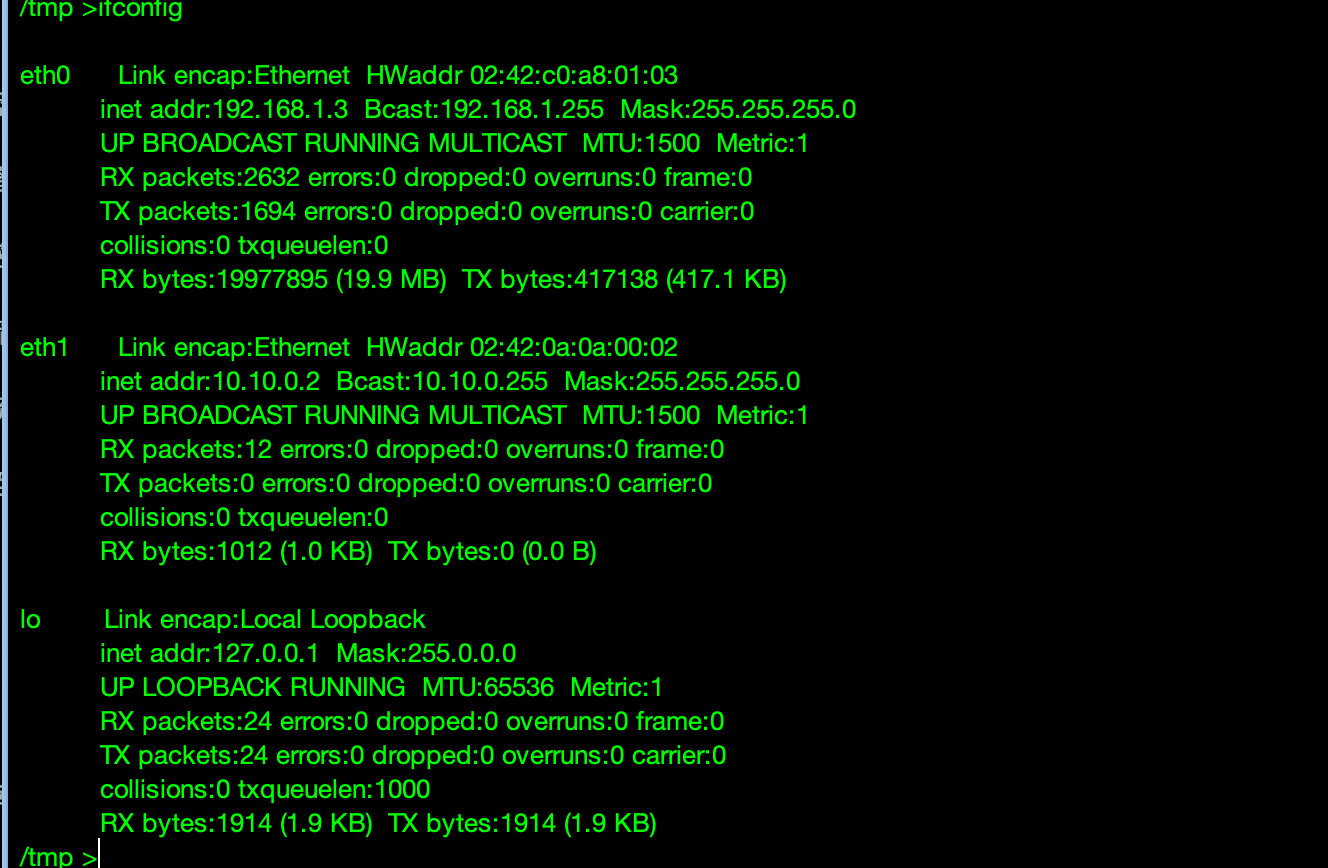 /tmp >ifconfig
eth0 Link encap:Ethernet HWaddr 02:42:c0:a8:01:03
inet addr:192.168.1.3 Bcast:192.168.1.255 Mask:255.255.255.0
UP BROADCAST RUNNING MULTICAST MTU:1500 Metric:1
RX packets:2632 errors:0 dropped:0 overruns:0 frame:0
TX packets:1694 errors:0 dropped:0 overruns:0 carrier:0
collisions:0 txqueuelen:0
RX bytes:19977895 (19.9 MB) TX bytes:417138 (417.1 KB)
eth1 Link encap:Ethernet HWaddr 02:42:0a:0a:00:02
inet addr:10.10.0.2 Bcast:10.10.0.255 Mask:255.255.255.0
UP BROADCAST RUNNING MULTICAST MTU:1500 Metric:1
RX packets:12 errors:0 dropped:0 overruns:0 frame:0
TX packets:0 errors:0 dropped:0 overruns:0 carrier:0
collisions:0 txqueuelen:0
RX bytes:1012 (1.0 KB) TX bytes:0 (0.0 B)
lo Link encap:Local Loopback
inet addr:127.0.0.1 Mask:255.0.0.0
UP LOOPBACK RUNNING MTU:65536 Metric:1
RX packets:24 errors:0 dropped:0 overruns:0 frame:0
TX packets:24 errors:0 dropped:0 overruns:0 carrier:0
collisions:0 txqueuelen:1000
RX bytes:1914 (1.9 KB) TX bytes:1914 (1.9 KB)
/tmp >